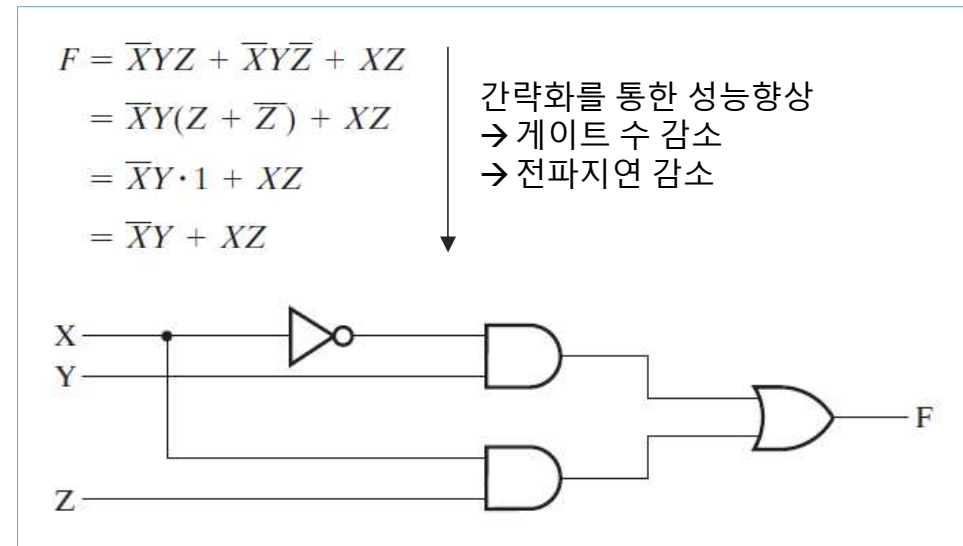 F = X̅YZ + X̅YZ̅ + XZ
= X̅Y(Z + Z̅) + XZ
= X̅Y·1 + XZ
= X̅Y + XZ
간략화를 통한 성능향상
→ 게이트 수 감소
→ 전파지연 감소
X
Y
Z
F